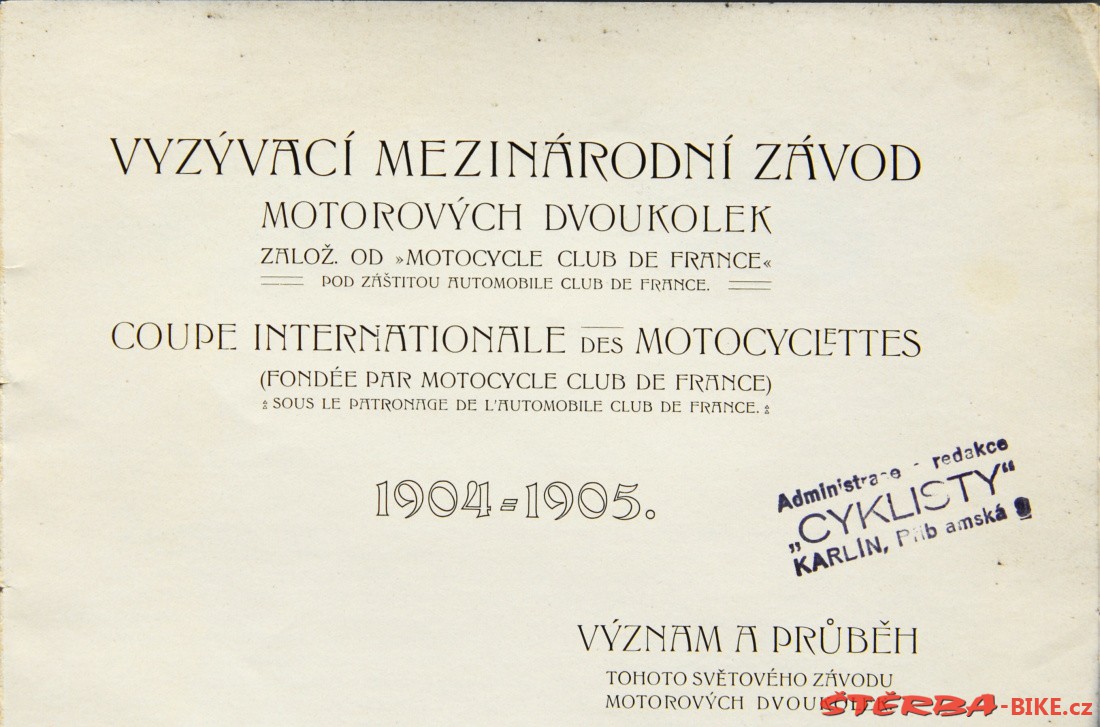 VYZÝVACÍ MEZINÁRODNÍ ZÁVOD
MOTOROVÝCH DVOUKOLEK
ZALOŽ. OD »MOTOCYCLE CLUB DE FRANCE«
POD ZÁŠTITOU AUTOMOBILE CLUB DE FRANCE.
COUPE INTERNATIONALE DES MOTOCYCLETTES
(FONDÉE PAR MOTOCYCLE CLUB DE FRANCE)
SOUS LE PATRONAGE DE L'AUTOMOBILE CLUB DE FRANCE.
1904=1905.
Administrace - redakce
„CYKLISTY“
KARLÍN,
VÝZNAM A PRŮBĚH
TOHOTO SVĚTOVÉHO ZÁVODU
MOTOROVÝCH DVOUKOLEK
ŠTĚRBA-BIKE.cz